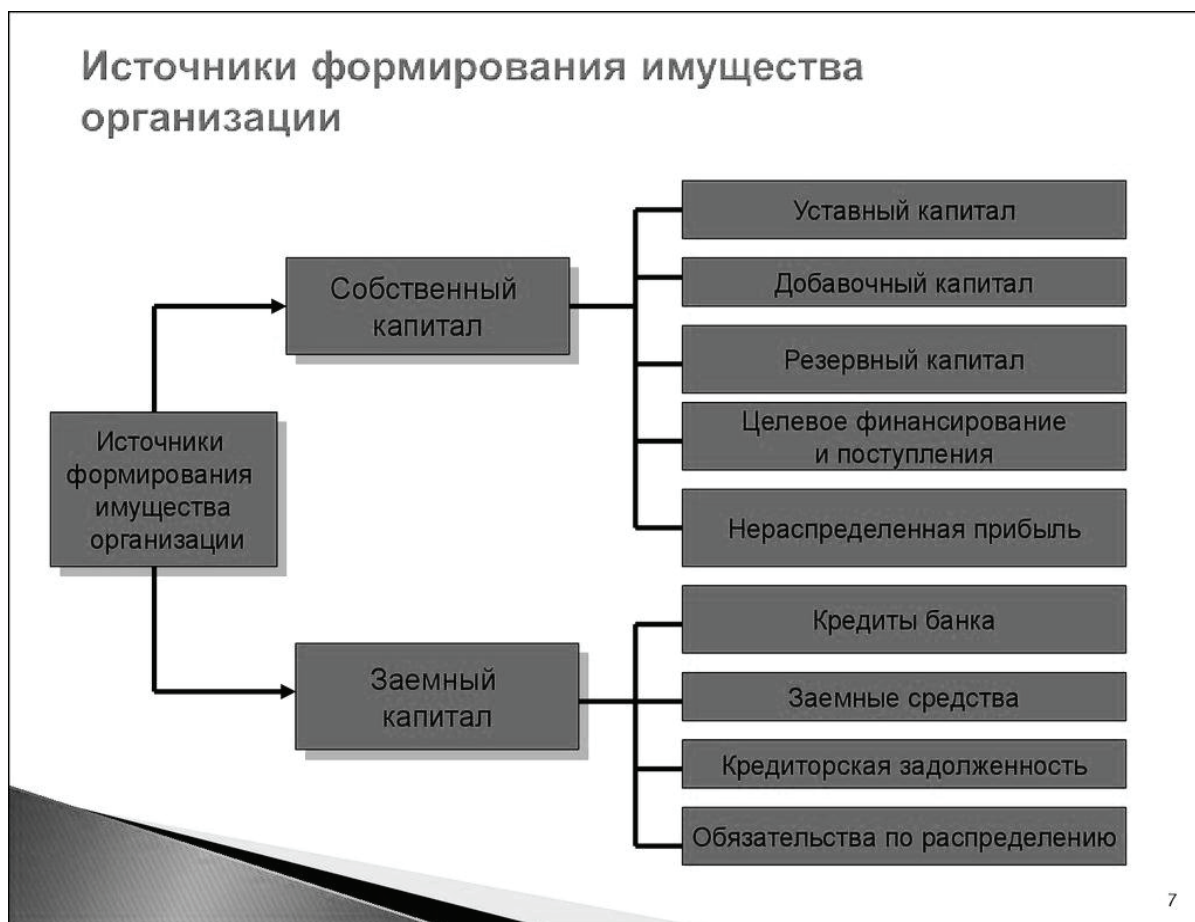 Источники формирования имущества
организации
Источники
формирования
имущества
организации
Собственный
капитал
Уставный капитал
Добавочный капитал
Резервный капитал
Целевое финансирование
и поступления
Нераспределенная прибыль
Заемный
капитал
Кредиты банка
Заемные средства
Кредиторская задолженность
Обязательства по распределению
7